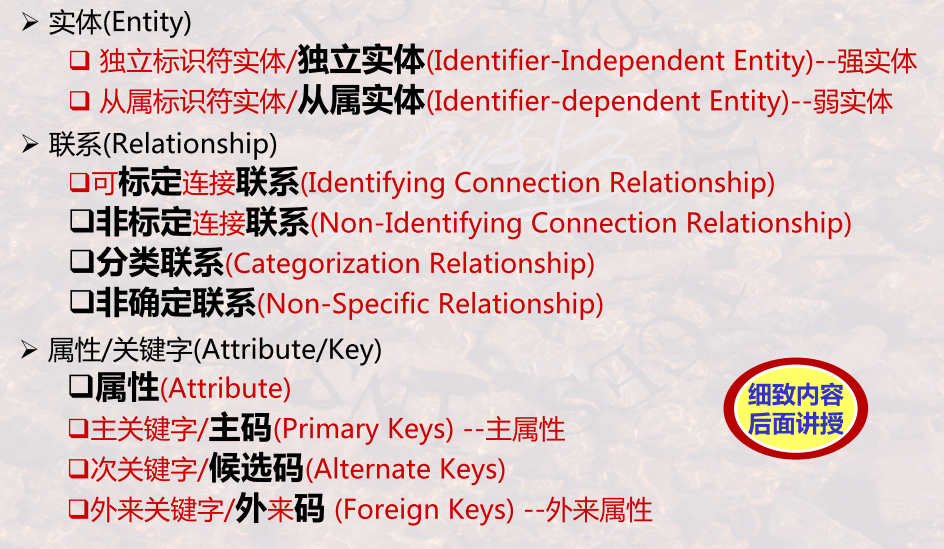 实体(Entity)
独立标识符实体/独立实体(Identifier-Independent Entity)--强实体
从属标识符实体/从属实体(Identifier-dependent Entity)--弱实体
联系(Relationship)
可标定连接联系(Identifying Connection Relationship)
非标定连接联系(Non-Identifying Connection Relationship)
分类联系(Categorization Relationship)
非确定联系(Non-Specific Relationship)
属性/关键字(Attribute/Key)
属性(Attribute)
主关键字/主码(Primary Keys) --主属性
次关键字/候选码(Alternate Keys)
外来关键字/外来码 (Foreign Keys) --外来属性
细致内容
后面讲授